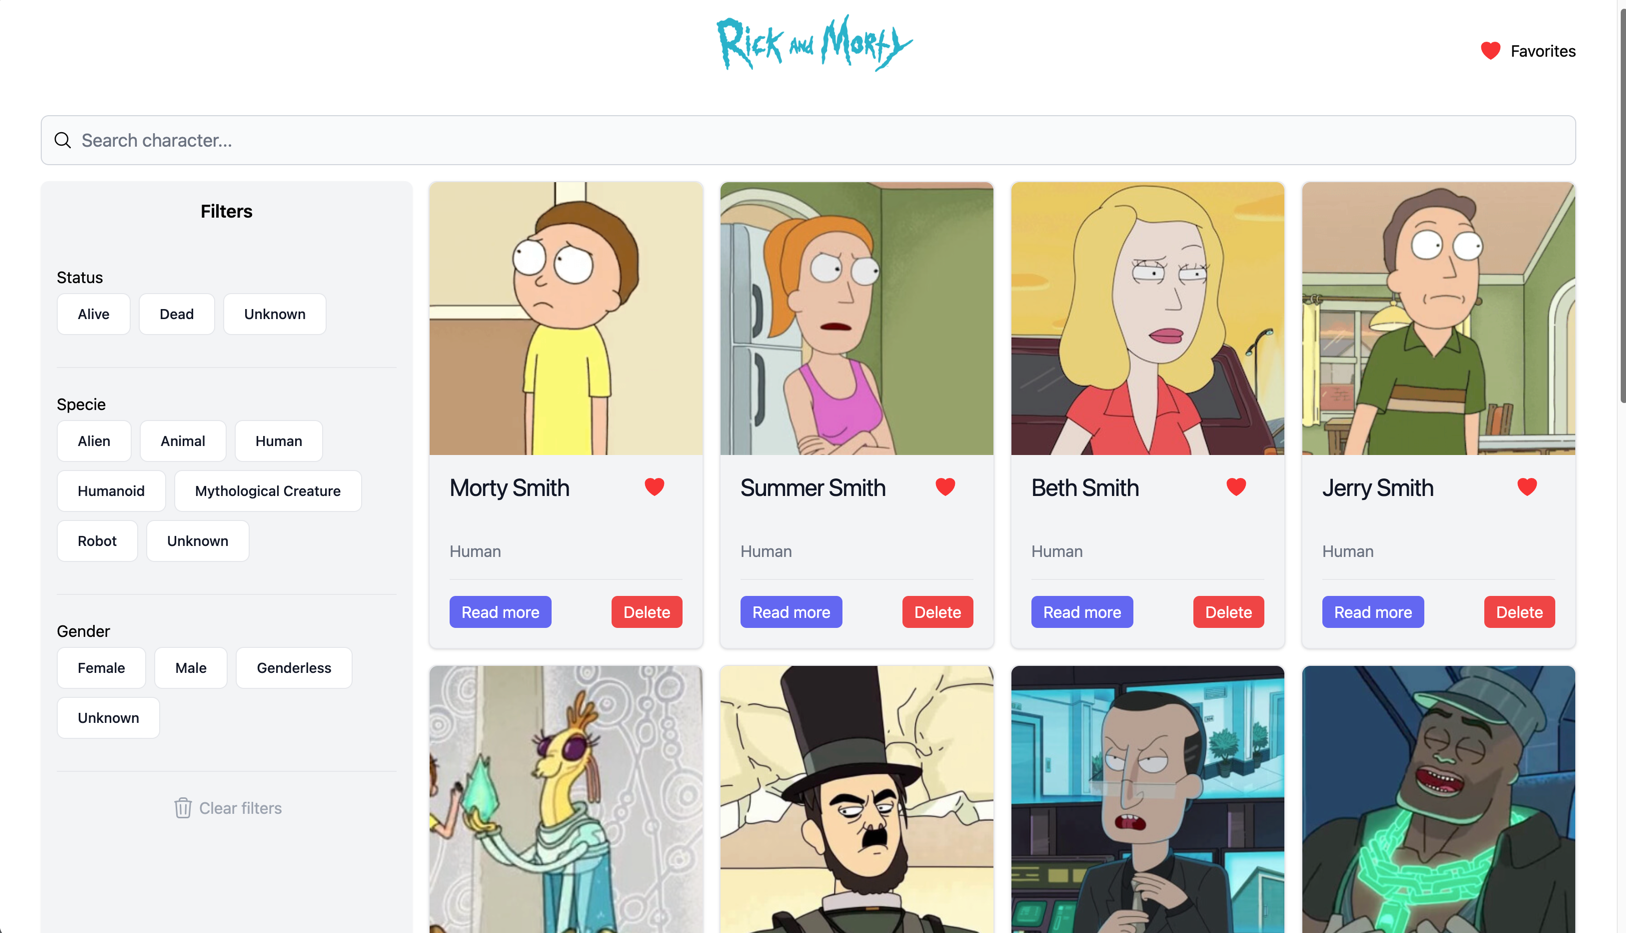 Rick and Morty
Favorites
Search character...
Filters
Status
Alive Dead Unknown
Specie
Alien Animal Human
Humanoid Mythological Creature
Robot Unknown
Gender
Female Male Genderless
Unknown
Clear filters
Morty Smith
Human
Read more Delete
Summer Smith
Human
Read more Delete
Beth Smith
Human
Read more Delete
Jerry Smith
Human
Read more Delete